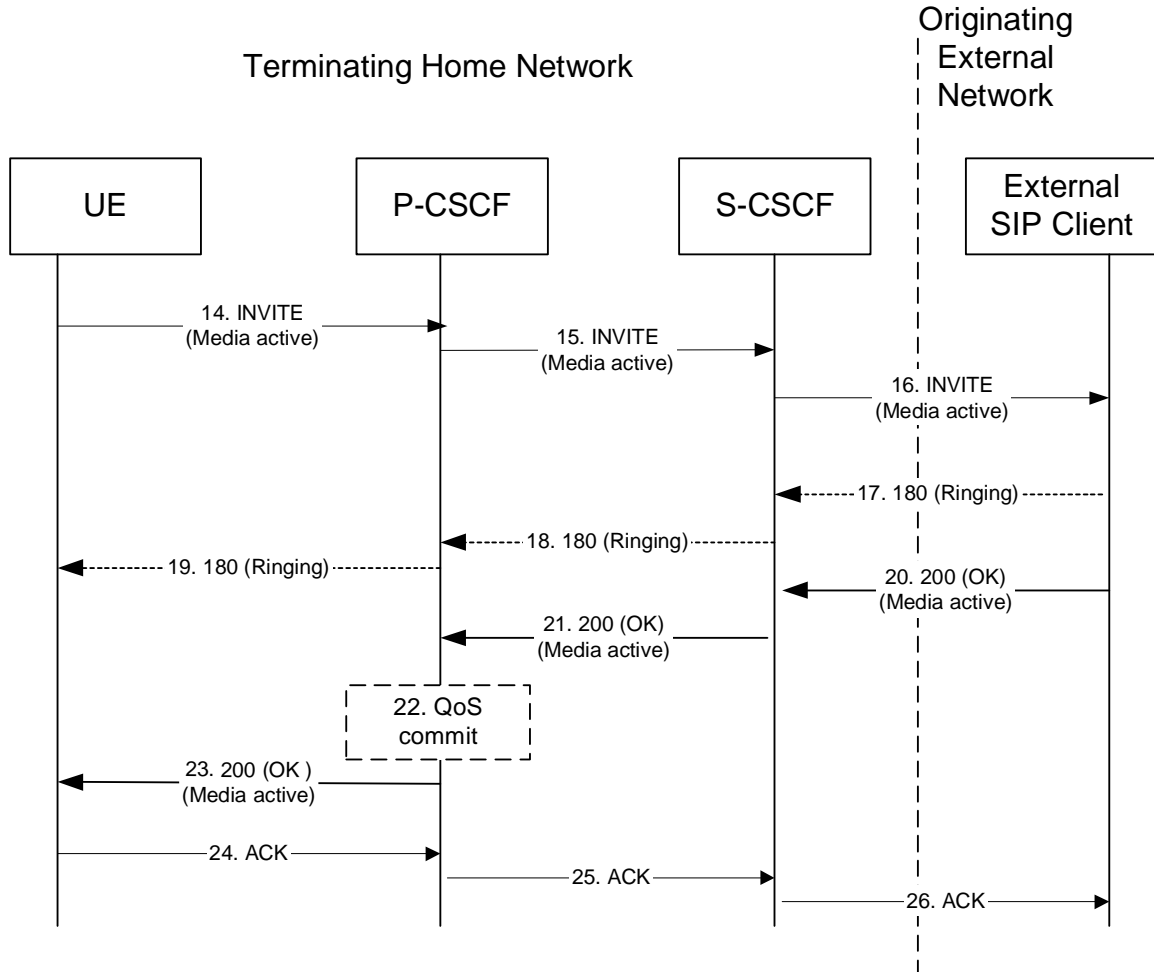 Originating
External
Network
Terminating Home Network
UE
P-CSCF
S-CSCF
External
SIP Client
14. INVITE
(Media active)
15. INVITE
(Media active)
16. INVITE
(Media active)
17. 180 (Ringing)
18. 180 (Ringing)
19. 180 (Ringing)
20. 200 (OK)
(Media active)
21. 200 (OK)
(Media active)
22. QoS
commit
23. 200 (OK )
(Media active)
24. ACK
25. ACK
26. ACK